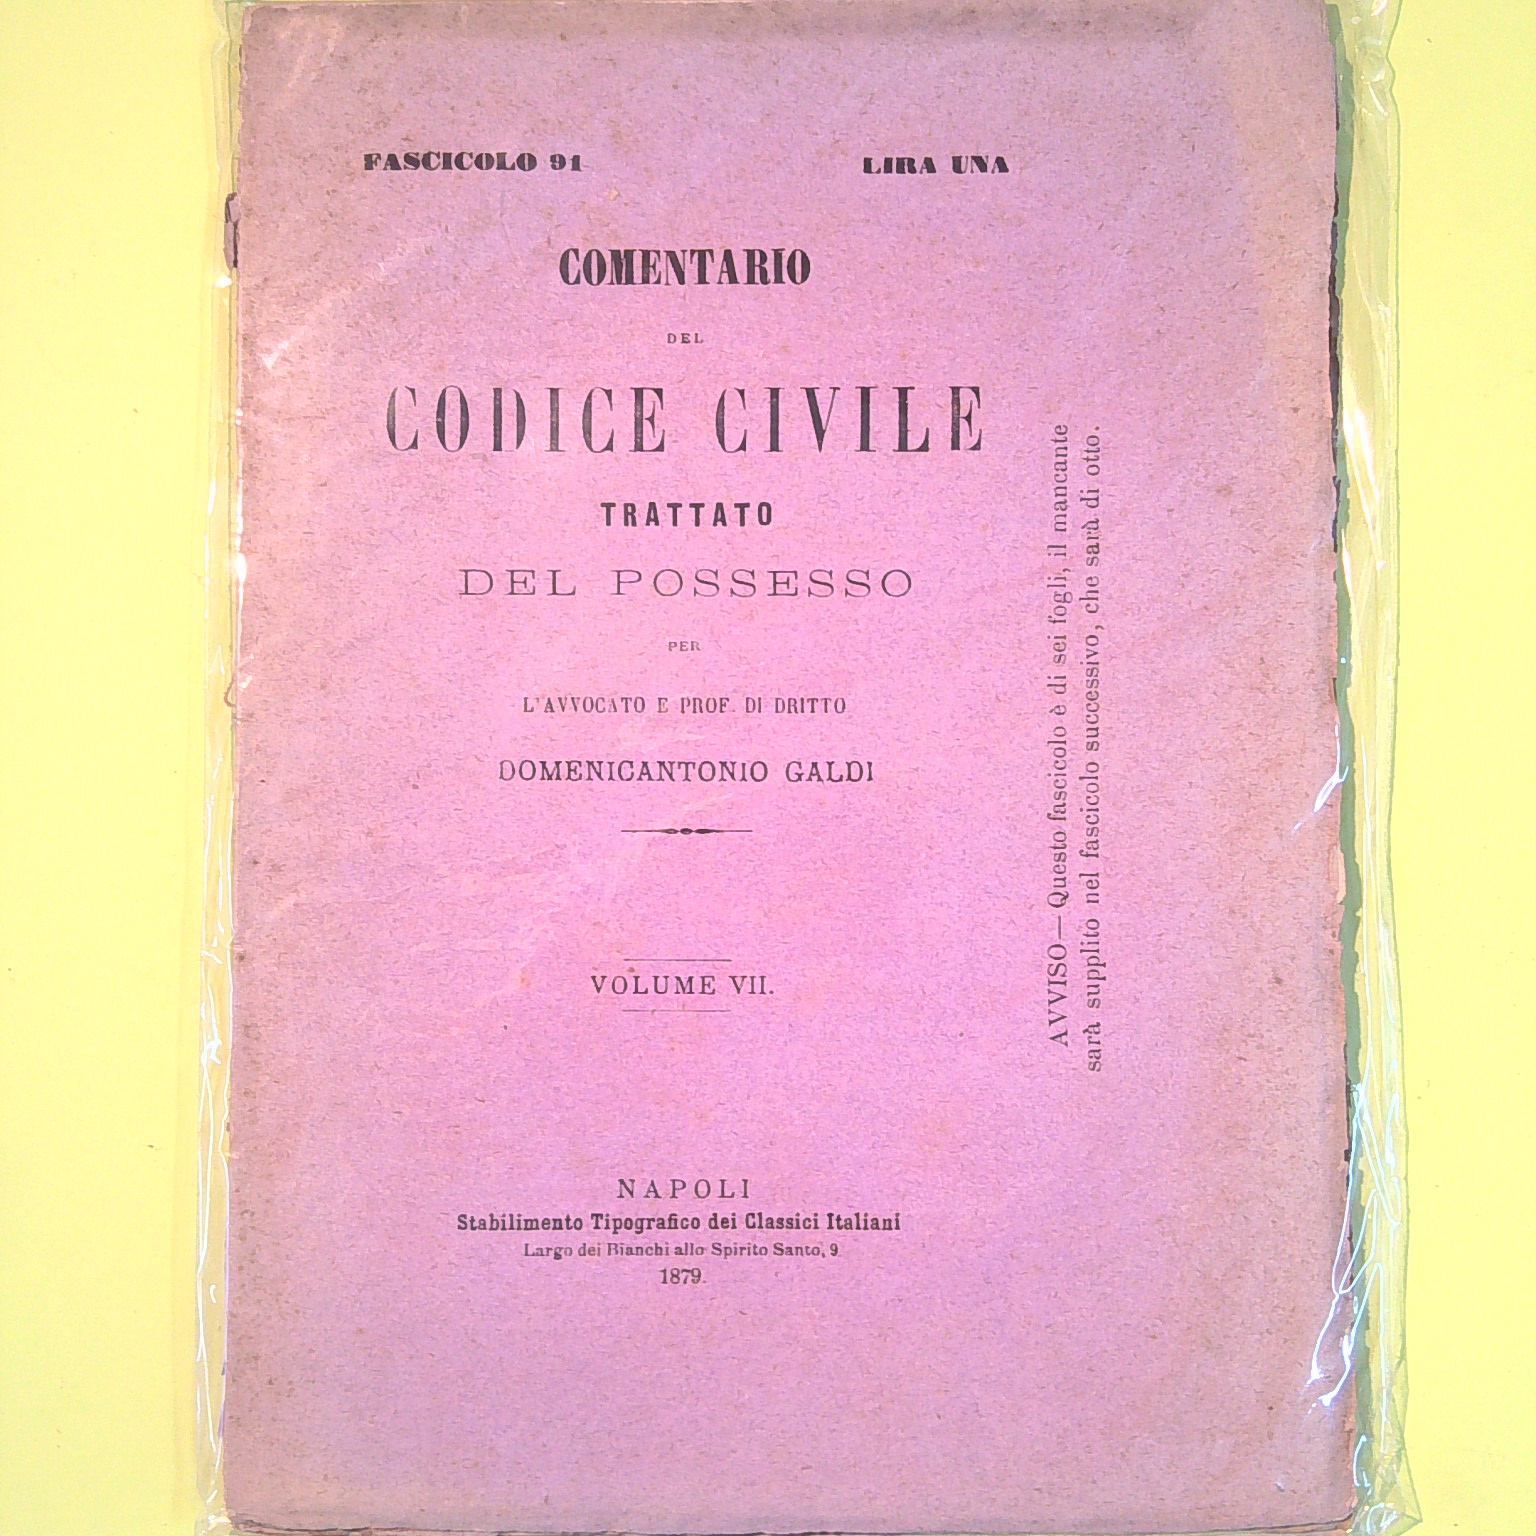 FASCICOLO 91
LIRA UNA
COMENTARIO
DEL
CODICE CIVILE
TRATTATO
DEL POSSESSO
PER
L'AVVOCATO E PROF. DI DRITTO
DOMENICANTONIO GALDI
VOLUME VII.
NAPOLI
Stabilimento Tipografico dei Classici Italiani
Largo dei Bianchi allo Spirito Santo, 9
1879.
AVVISO — Questo fascicolo è di sei fogli, il mancante
sarà supplito nel fascicolo successivo, che sarà di otto.